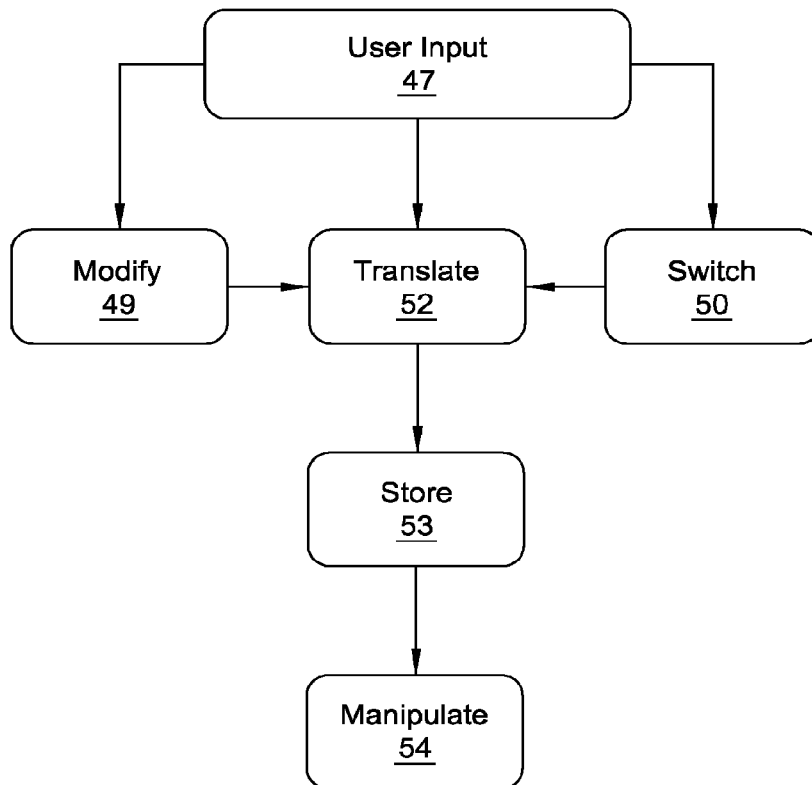 User Input
47
Modify
49
Translate
52
Switch
50
Store
53
Manipulate
54